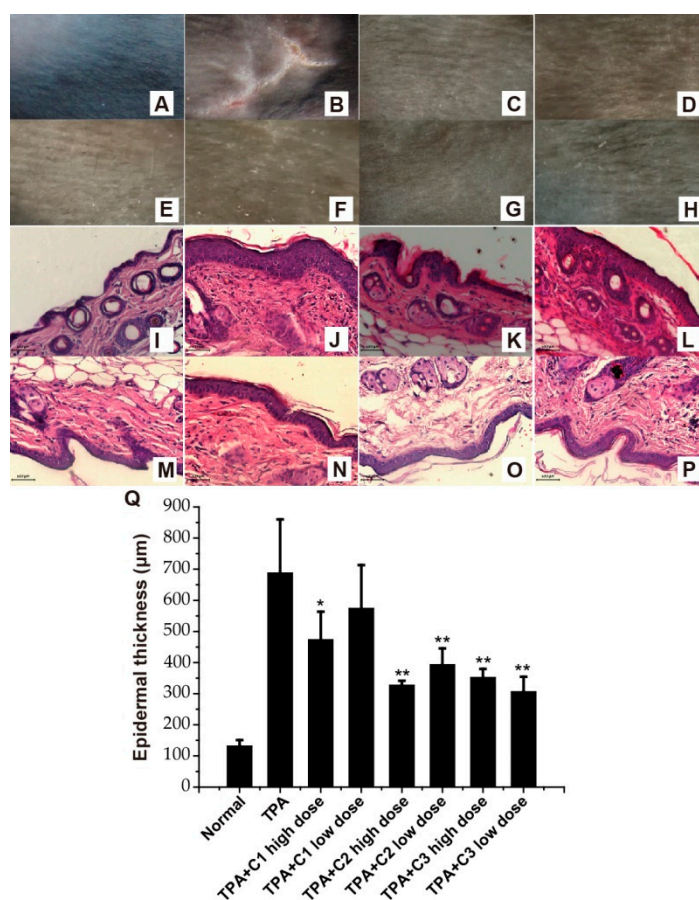 A
B
C
D
E
F
G
H
I
J
K
L
M
N
O
P
Q
Epidermal thickness (μm)
900
800
700
600
500
400
300
200
100
0
*
**
**
**
**
Normal
TPA
TPA+C1 high dose
TPA+C1 low dose
TPA+C2 high dose
TPA+C2 low dose
TPA+C3 high dose
TPA+C3 low dose